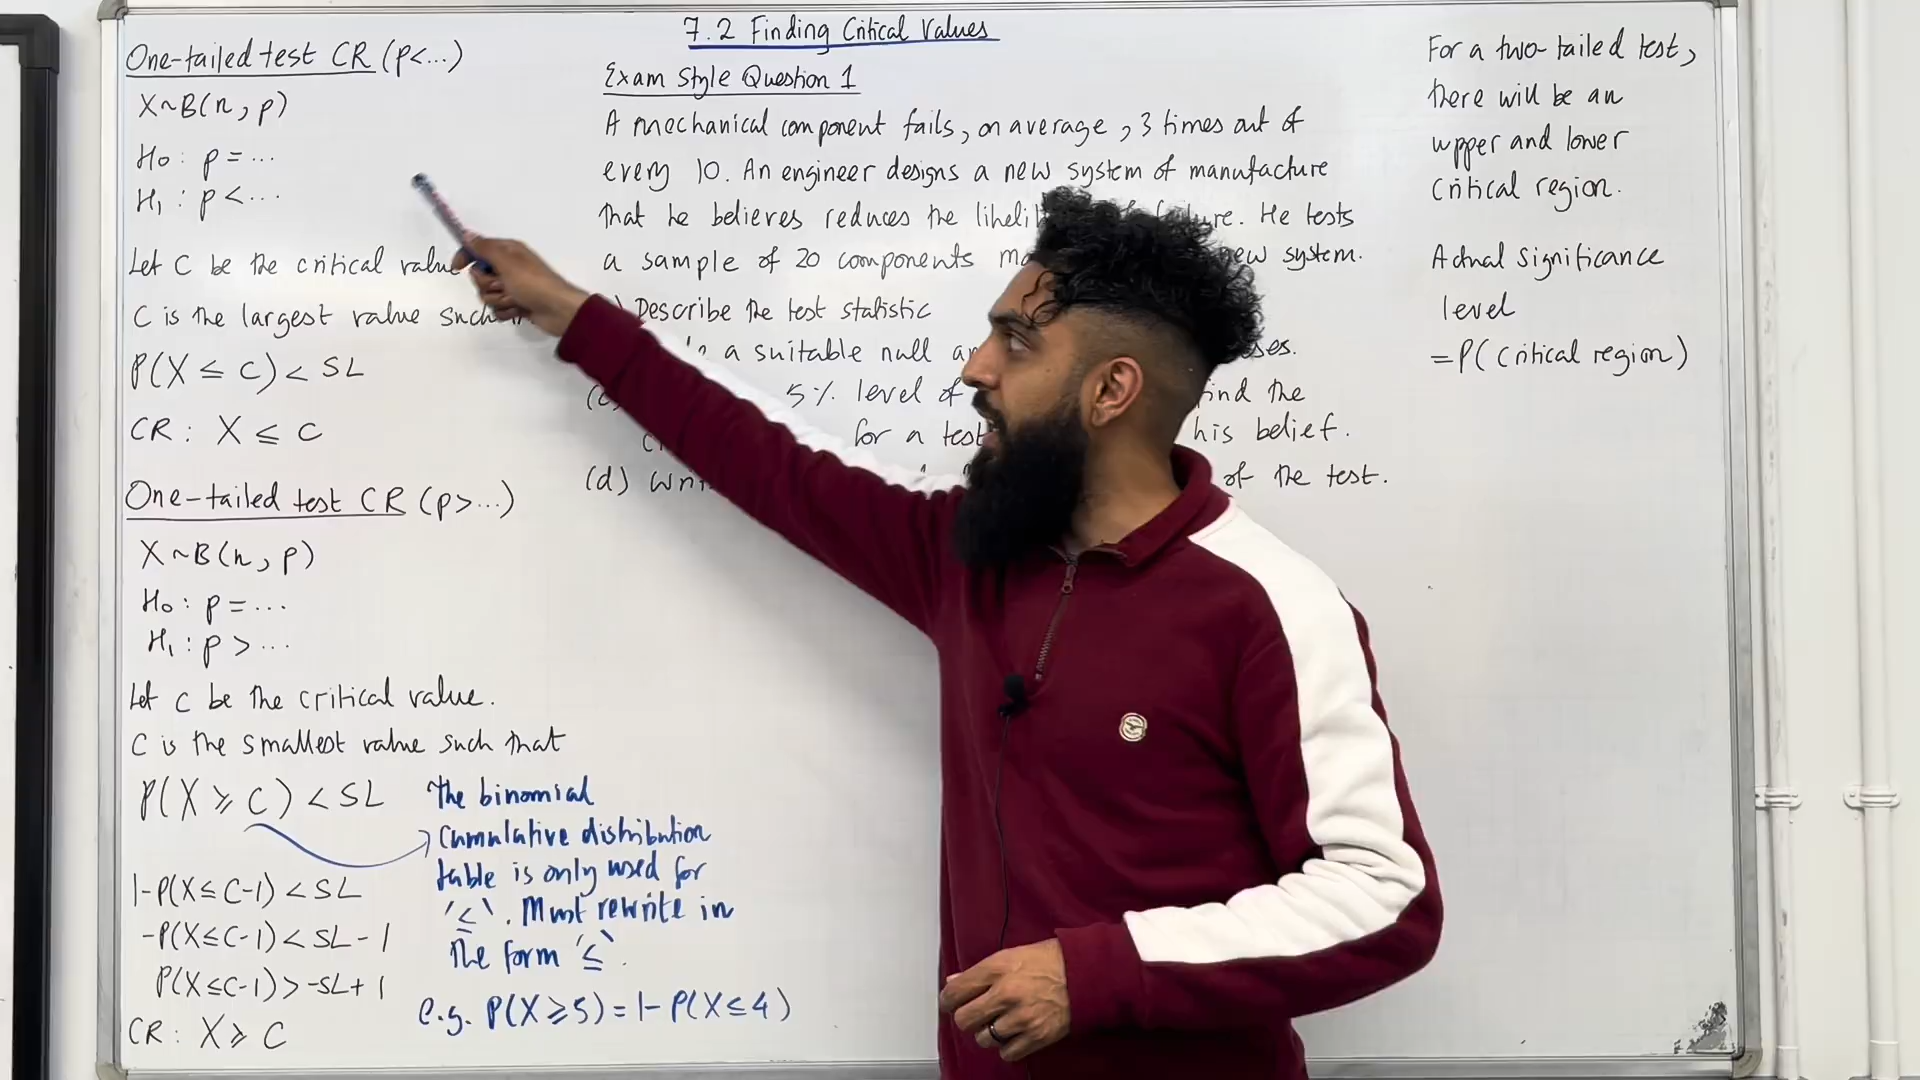 7.2 Finding Critical Values
One-tailed test CR (p<...)
X~B(n, p)
H₀: p = ...
H₁: p < ...
Let C be the critical value
C is the largest value such
P(X ≤ C) < SL
CR: X ≤ C
One-tailed test CR (p>...)
X~B(n, p)
H₀: p = ...
H₁: p > ...
Let C be the critical value.
C is the smallest value such that
P(X ⩾ C) < SL
1-P(X≤C-1) < SL
-P(X≤C-1) < SL - 1
P(X≤C-1) > -SL + 1
CR: X ⩾ C
The binomial
Cumulative distribution
table is only used for
'≤'. Must rewrite in
the form '≤'.
e.g. P(X⩾5) = 1-P(X≤4)
Exam Style Question 1
A mechanical component fails, on average, 3 times out of
every 10. An engineer designs a new system of manufacture
that he believes reduces the failure. He tests
a sample of 20 components new system.
Describe the test statistic
a suitable null
(c) 5% level of find the
for a test his belief.
(d) of the test.
For a two-tailed test,
there will be an
upper and lower
critical region.
Actual significance
level
= P(critical region)